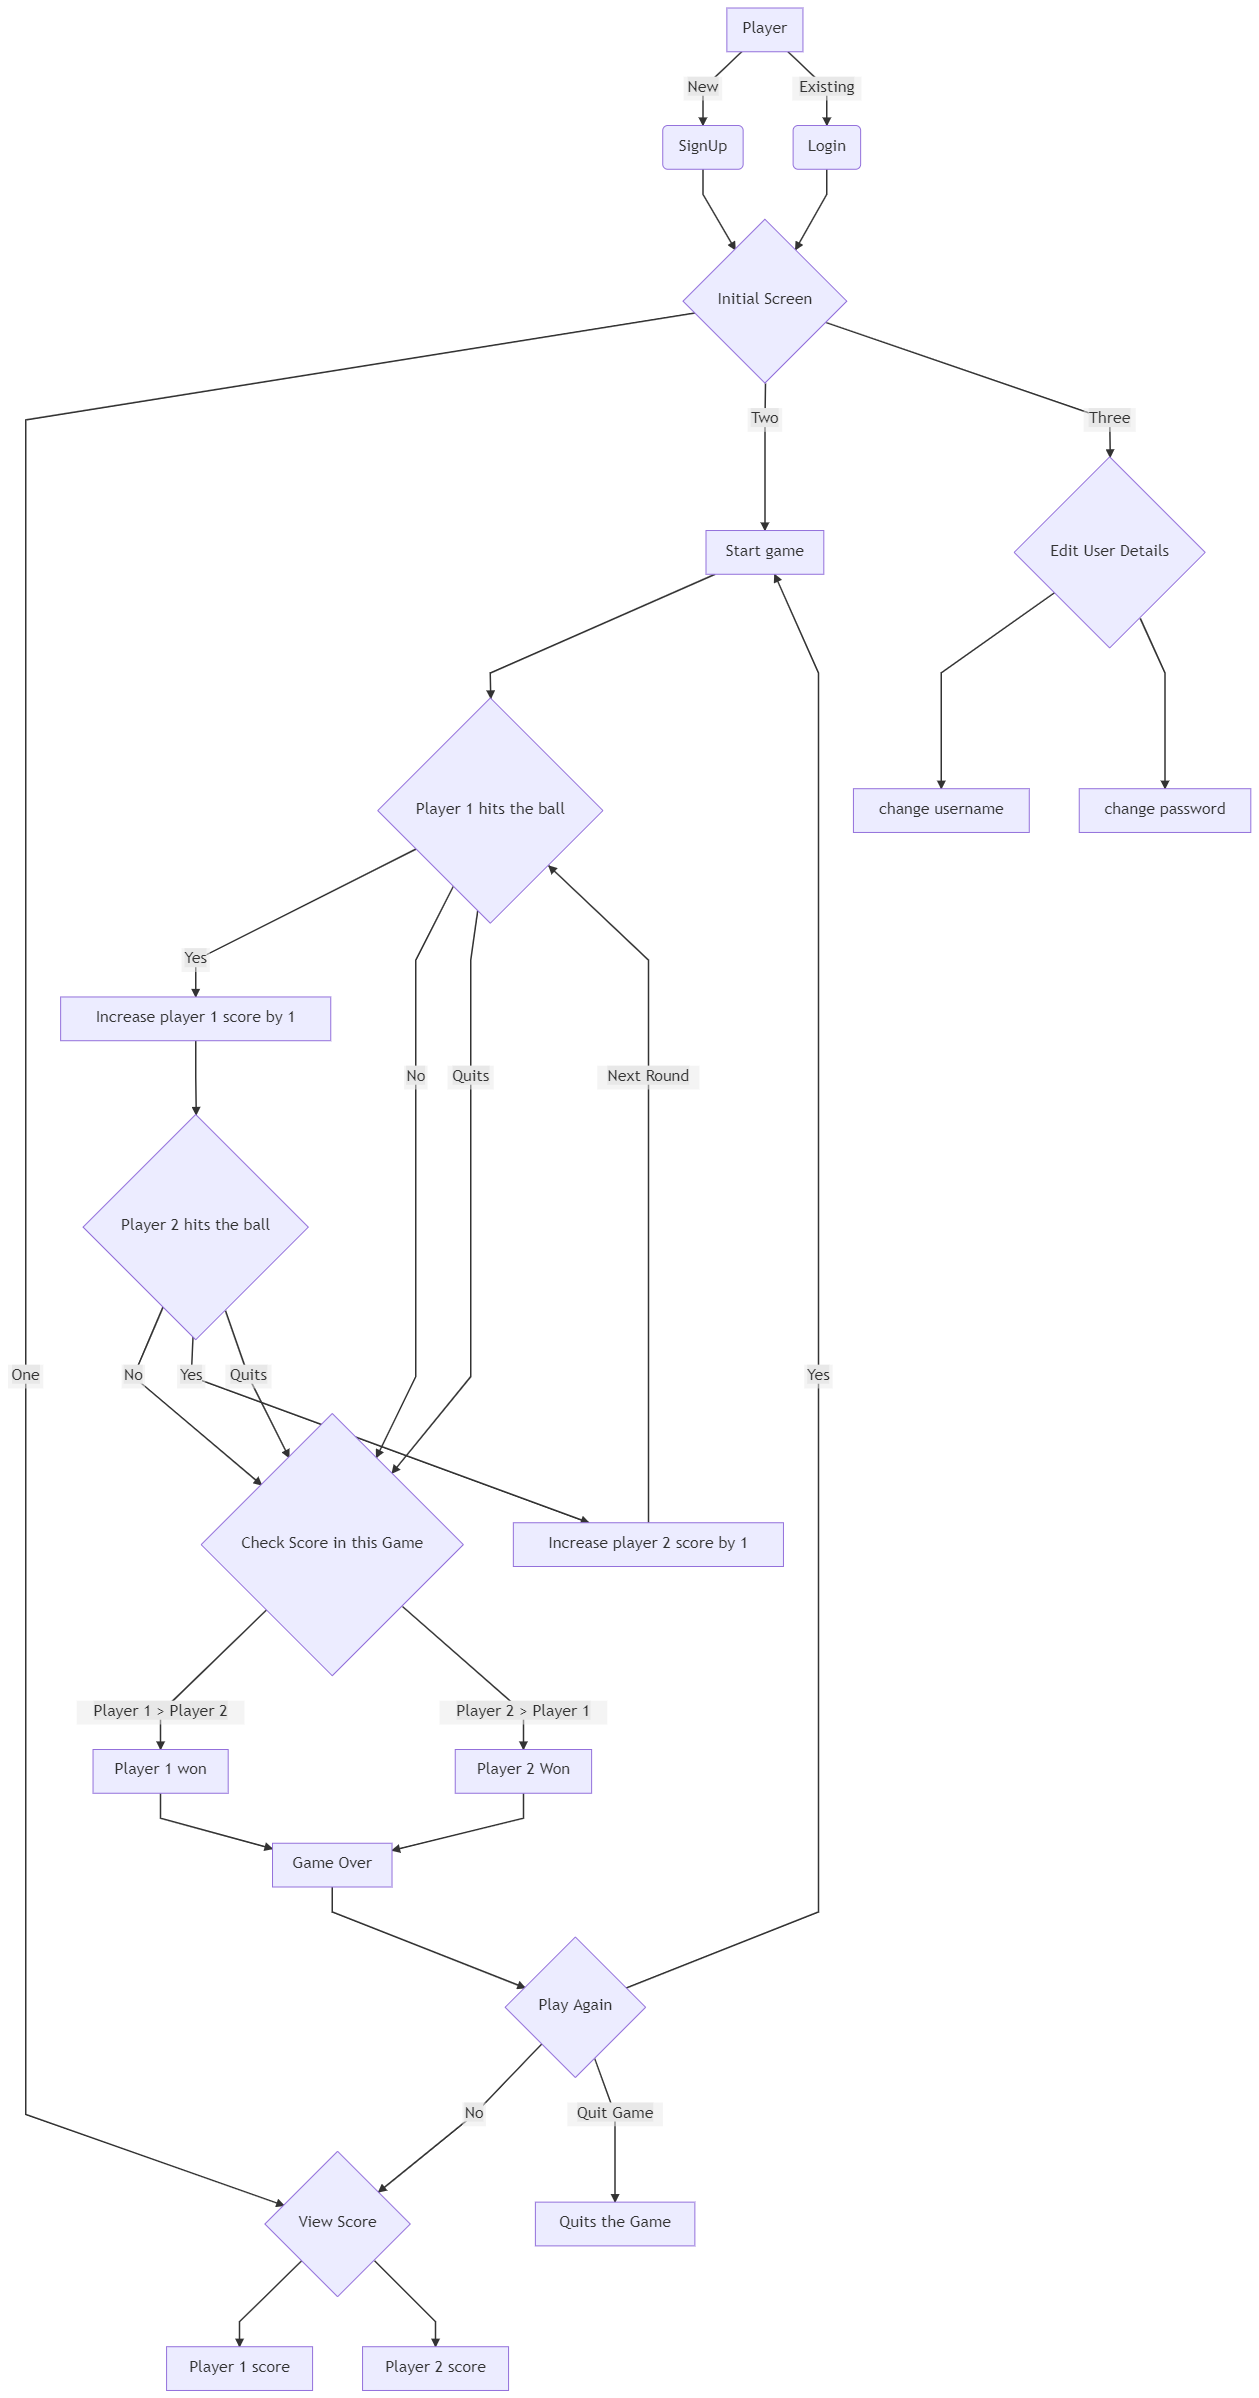 Player
New
Existing
SignUp
Login
Initial Screen
Two
Three
Edit User Details
Start game
Player 1 hits the ball
change username
change password
Yes
Increase player 1 score by 1
No
Quits
Next Round
Player 2 hits the ball
One
No
Yes
Quits
Yes
Check Score in this Game
Increase player 2 score by 1
Player 1 > Player 2
Player 2 > Player 1
Player 1 won
Player 2 Won
Game Over
Play Again
No
Quit Game
View Score
Quits the Game
Player 1 score
Player 2 score